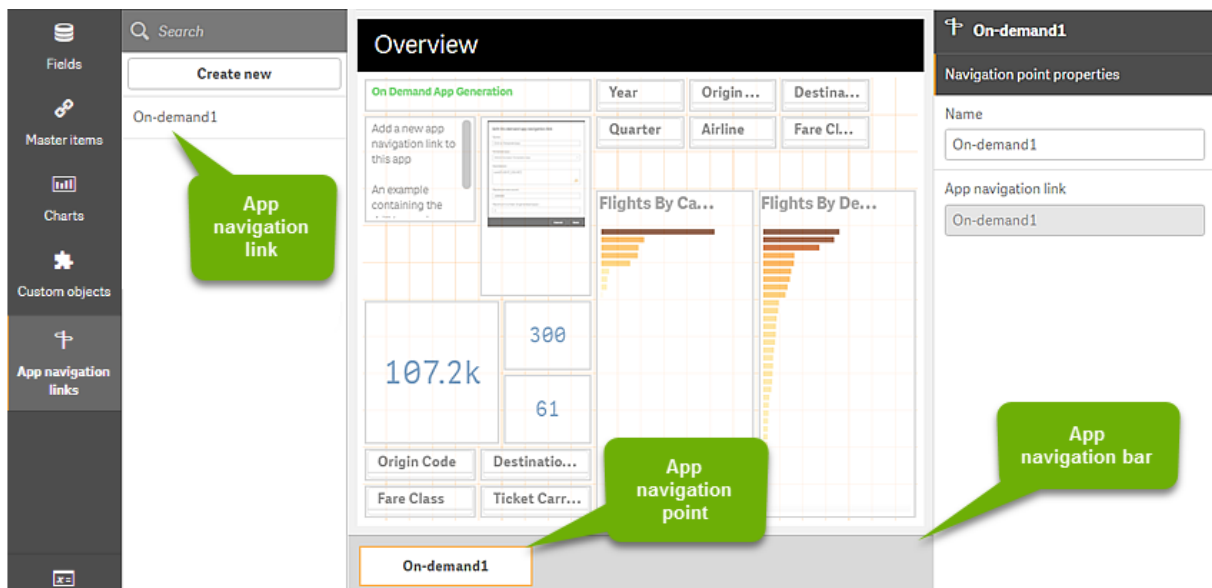 Fields
Master items
Charts
Custom objects
App navigation
links
x=
Search
Create new
On-demand1
App
navigation
link
Overview
On Demand App Generation
Add a new app
navigation link to
this app
An example
containing the
Year
Origin ...
Destina...
Quarter
Airline
Fare Cl...
Flights By Ca...
Flights By De...
107.2k
300
61
Origin Code
Destinatio...
Fare Class
Ticket Carr...
App
navigation
point
On-demand1
App
navigation bar
On-demand1
Navigation point properties
Name
On-demand1
App navigation link
On-demand1